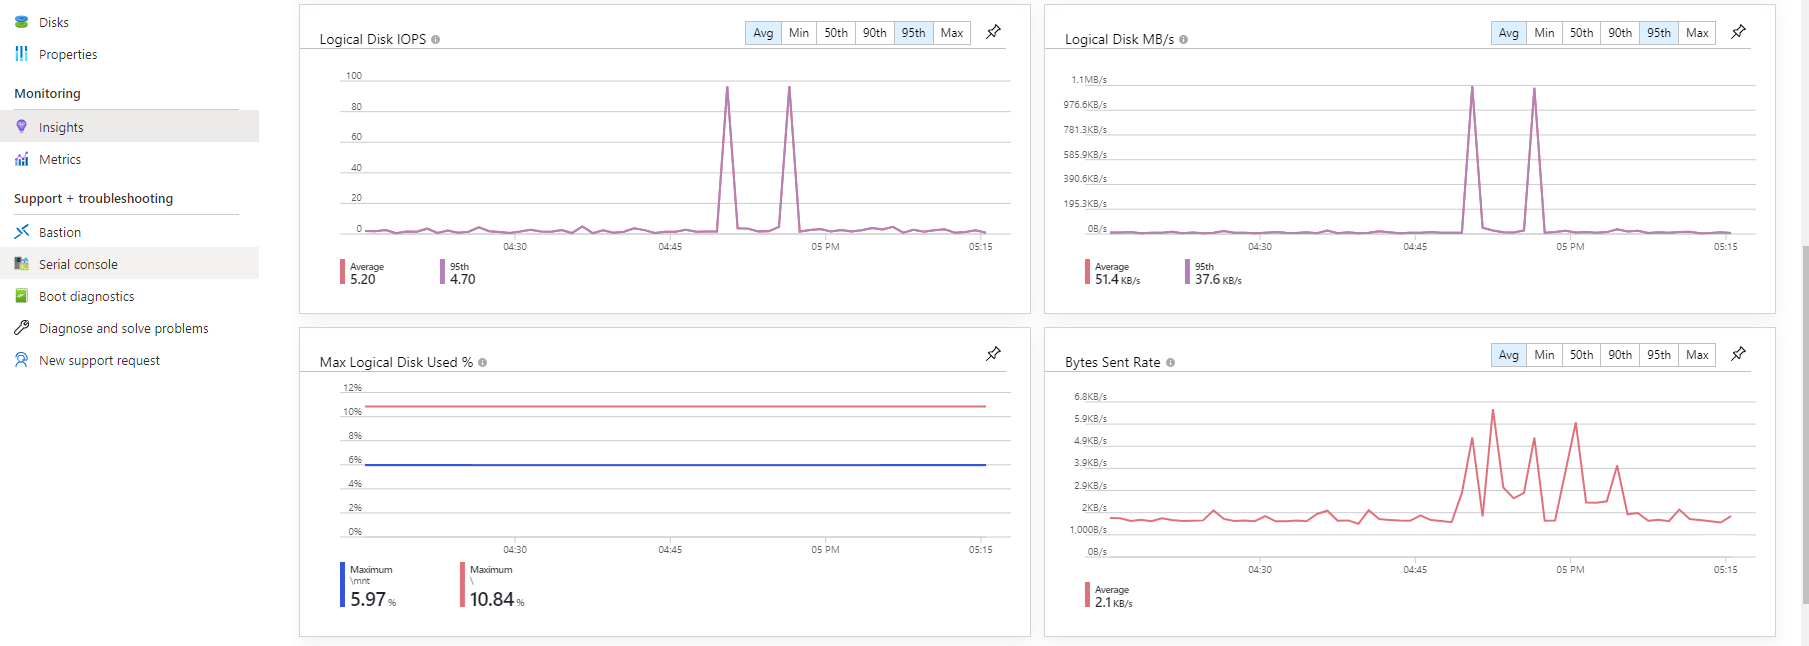 Disks
Properties
Monitoring
Insights
Metrics
Support + troubleshooting
Bastion
Serial console
Boot diagnostics
Diagnose and solve problems
New support request
Logical Disk IOPS
Avg Min 50th 90th 95th Max
100
80
60
40
20
0
04:30 04:45 05 PM 05:15
Average
5.20
95th
4.70
Logical Disk MB/s
Avg Min 50th 90th 95th Max
1.1MB/s
976.6KB/s
781.3KB/s
585.9KB/s
390.6KB/s
195.3KB/s
0B/s
04:30 04:45 05 PM 05:15
Average
51.4 KB/s
95th
37.6 KB/s
Max Logical Disk Used %
12%
10%
8%
6%
4%
2%
0%
04:30 04:45 05 PM 05:15
Maximum
\mnt
5.97 %
Maximum
\
10.84 %
Bytes Sent Rate
Avg Min 50th 90th 95th Max
6.8KB/s
5.9KB/s
4.9KB/s
3.9KB/s
2.9KB/s
2KB/s
1,000B/s
0B/s
04:30 04:45 05 PM 05:15
Average
2.1 KB/s